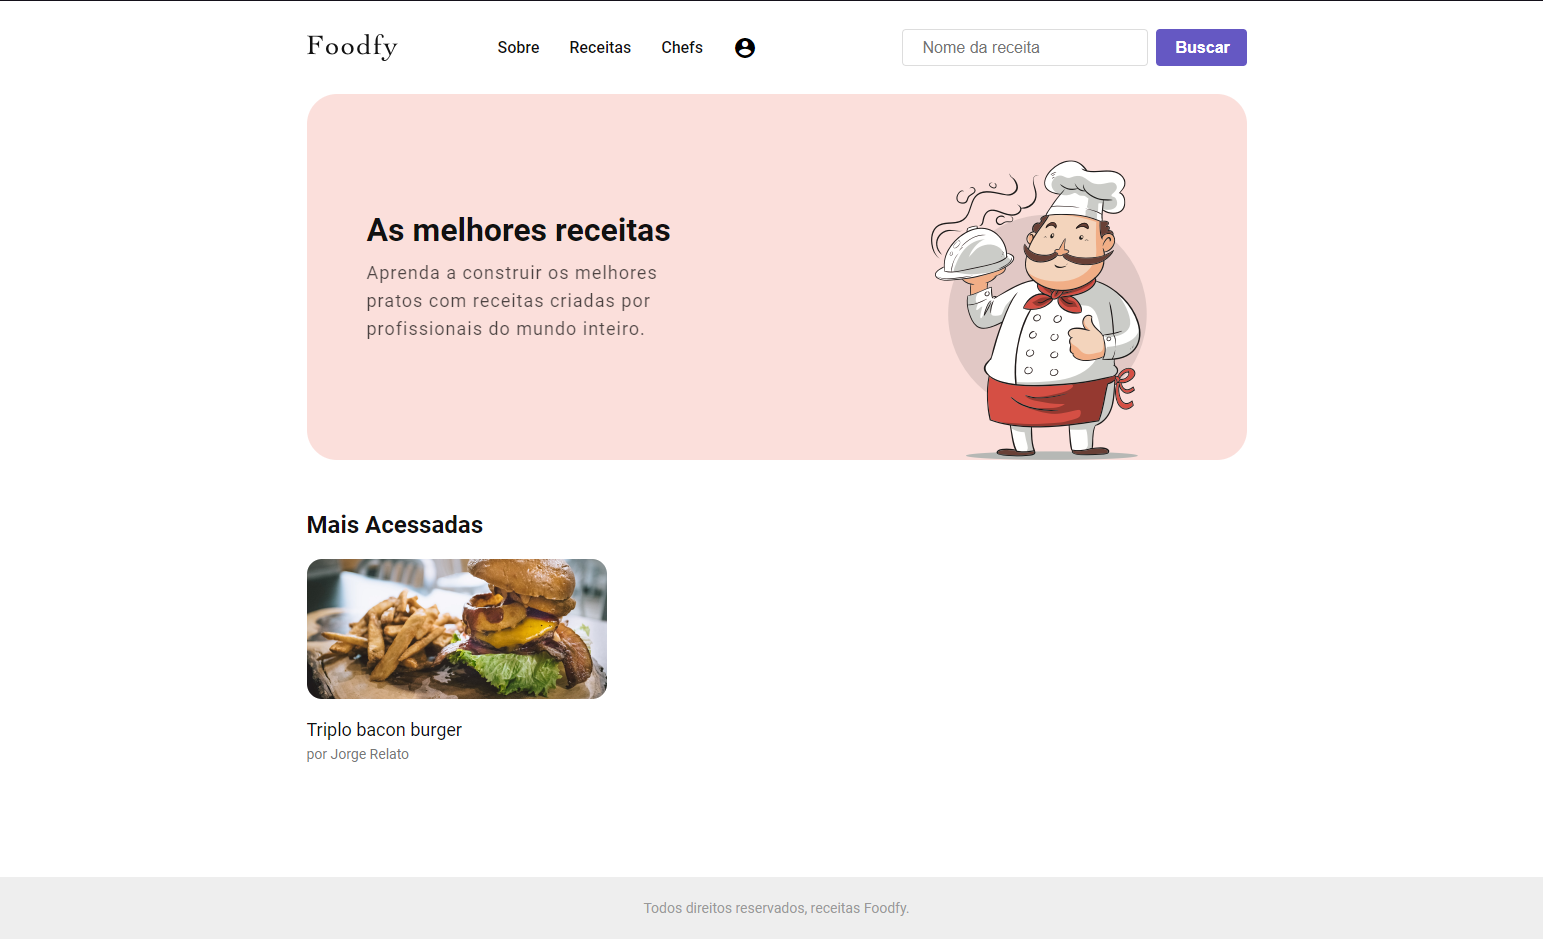 Foodfy
Sobre
Receitas
Chefs
Nome da receita
Buscar
As melhores receitas
Aprenda a construir os melhores
pratos com receitas criadas por
profissionais do mundo inteiro.
Mais Acessadas
Triplo bacon burger
por Jorge Relato
Todos direitos reservados, receitas Foodfy.